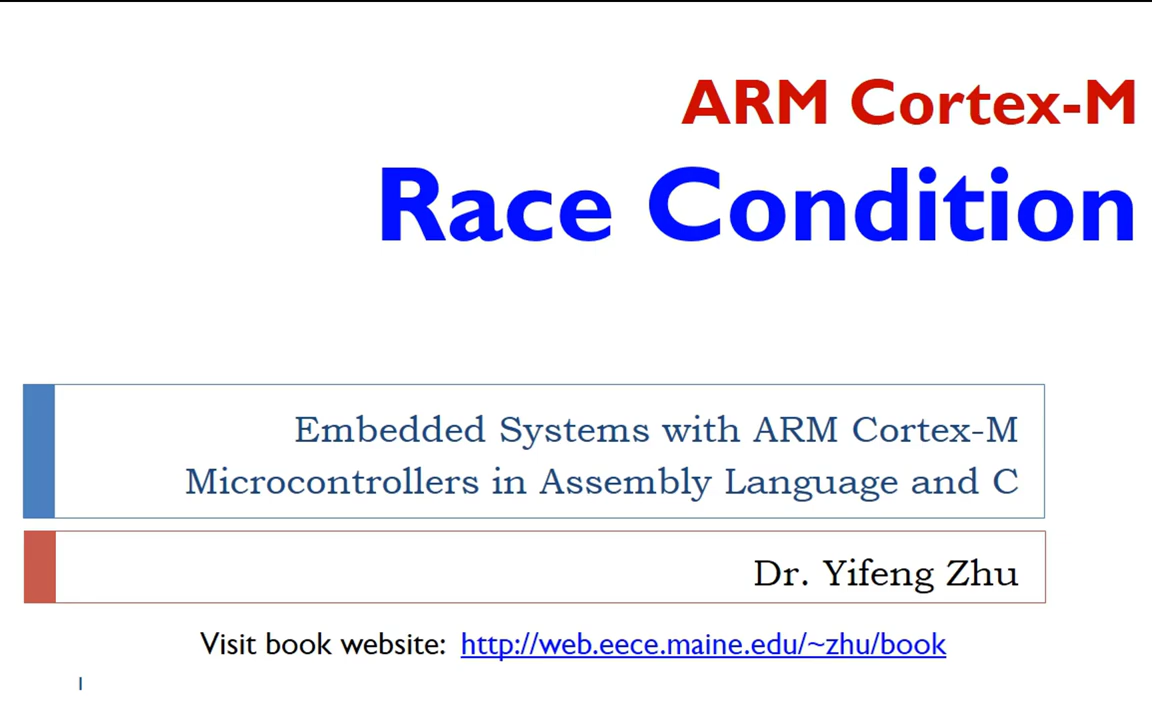 ARM Cortex-M
Race Condition
Embedded Systems with ARM Cortex-M
Microcontrollers in Assembly Language and C
Dr. Yifeng Zhu
Visit book website: http://web.eece.maine.edu/~zhu/book
1